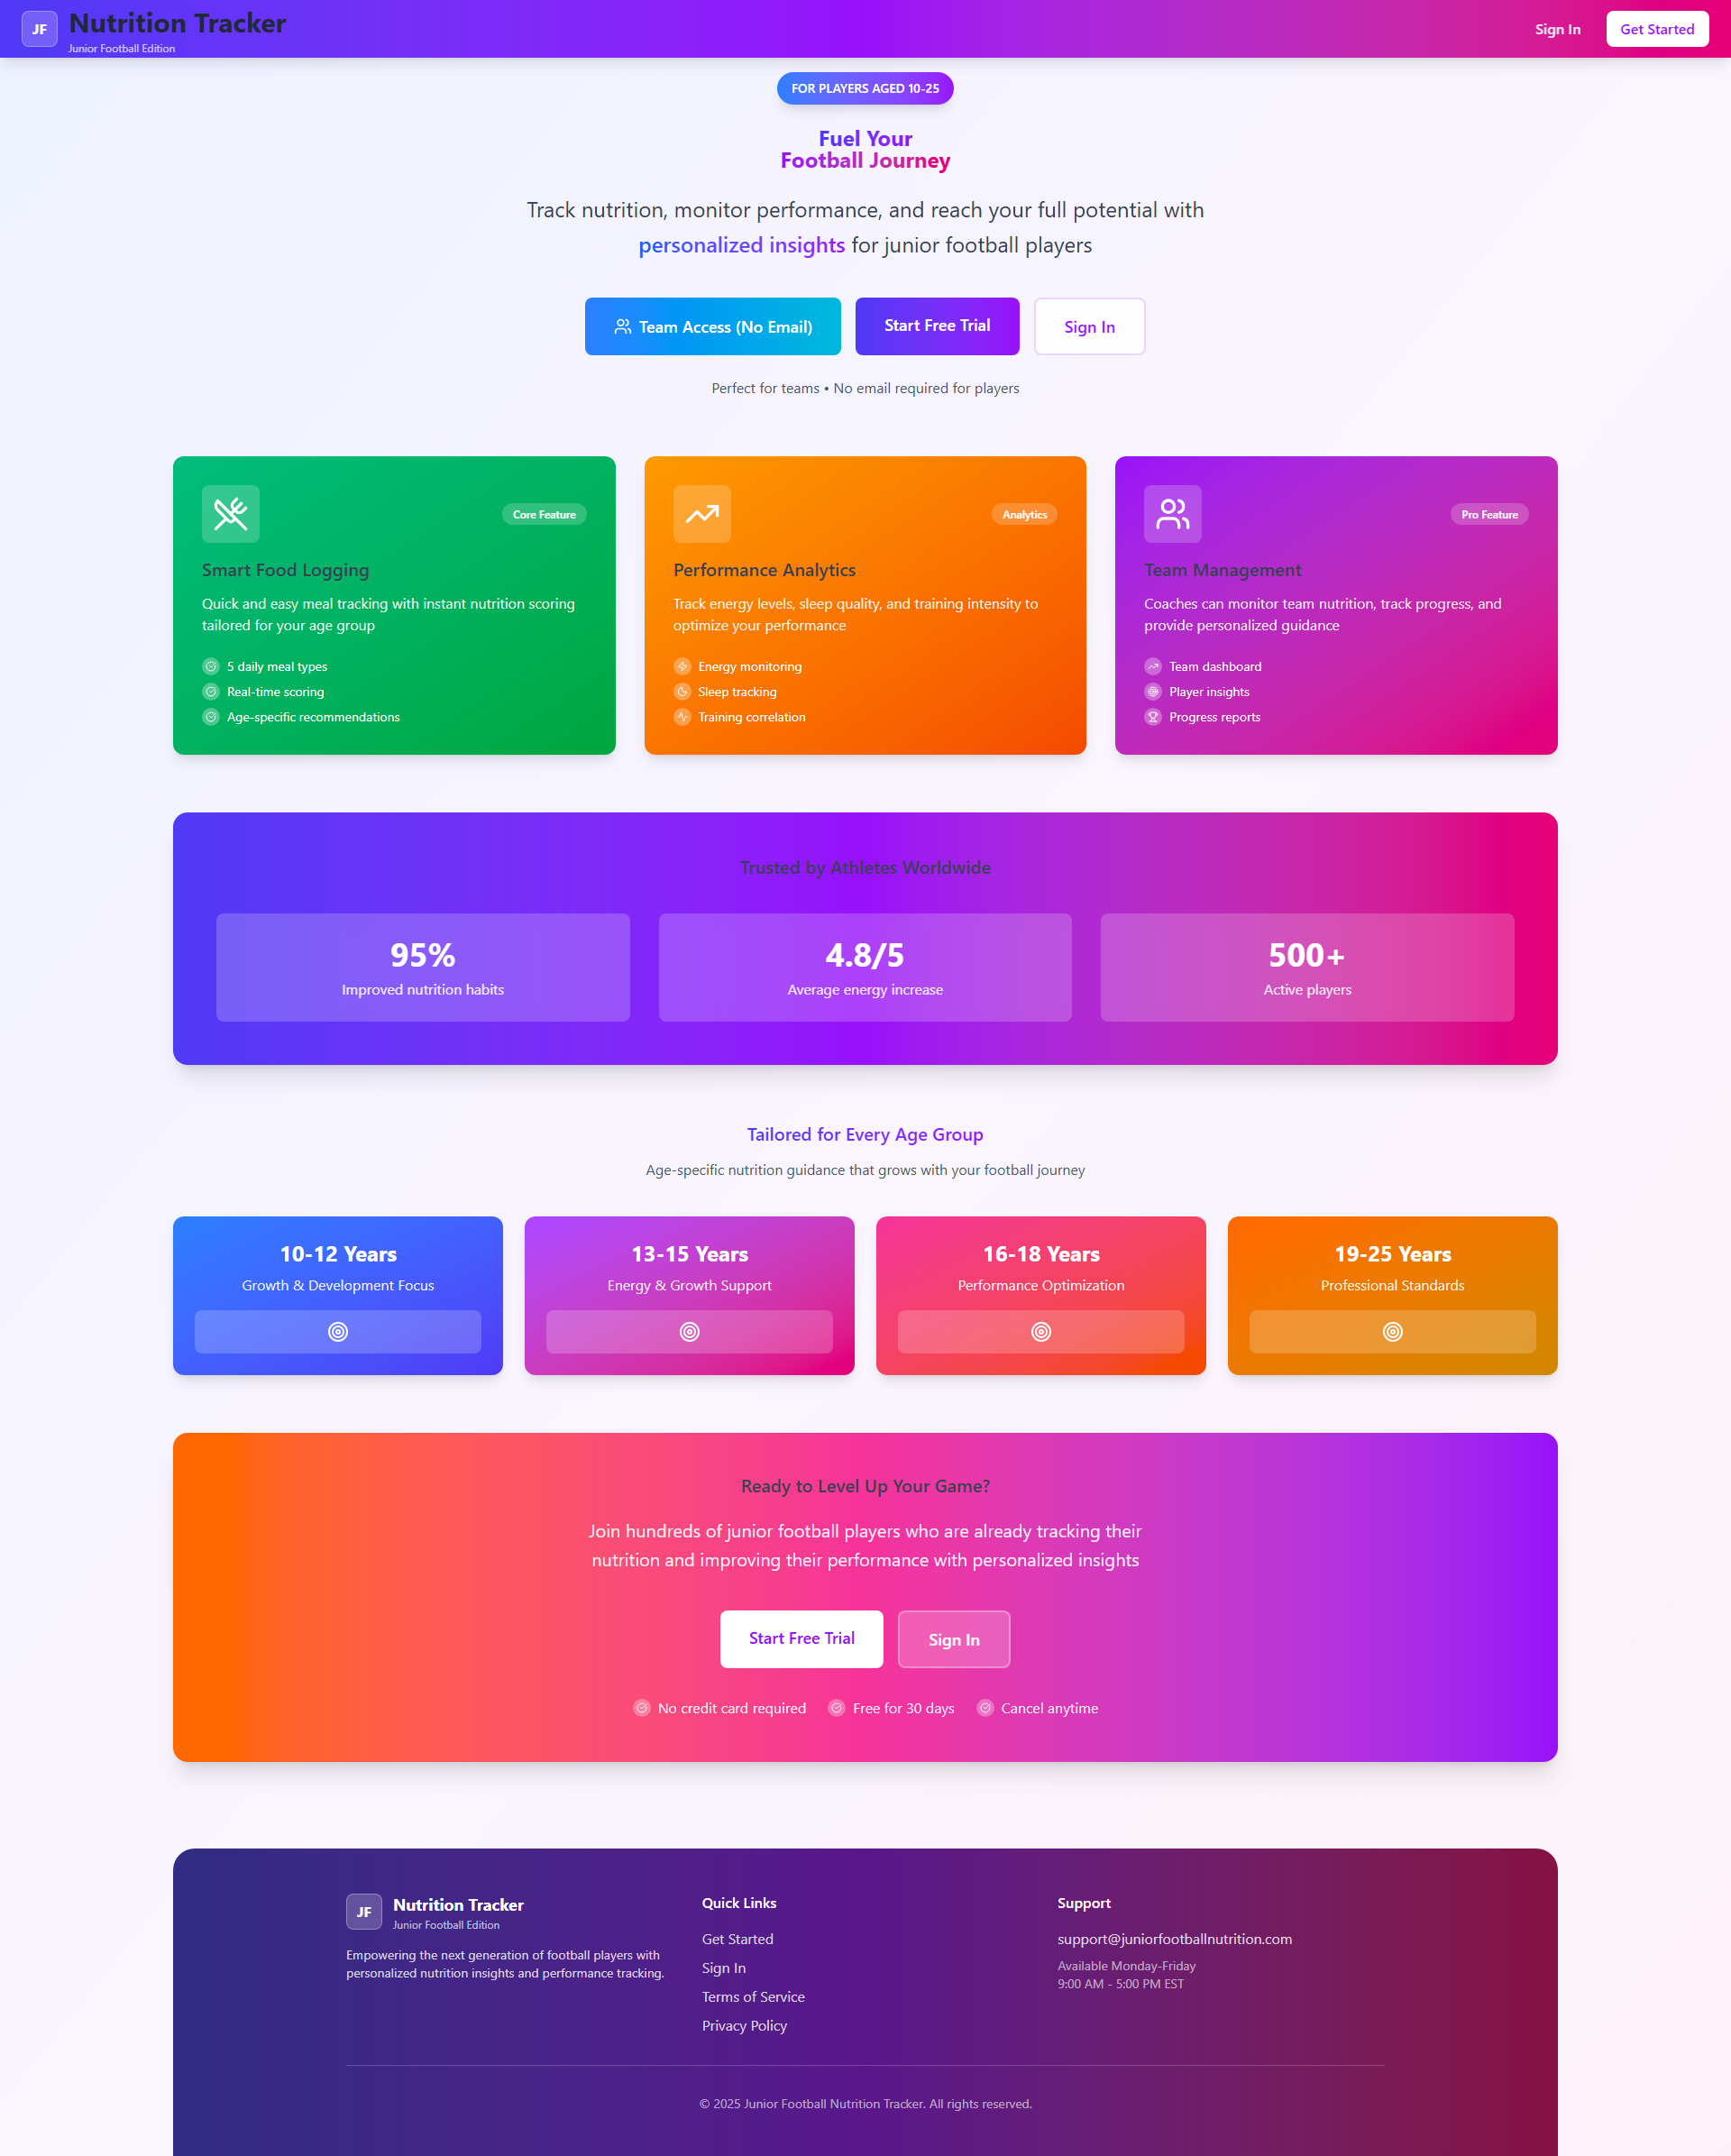 JF
Nutrition Tracker
Junior Football Edition
Sign In
Get Started
FOR PLAYERS AGED 10-25
Fuel Your
Football Journey
Track nutrition, monitor performance, and reach your full potential with
personalized insights for junior football players
Team Access (No Email)
Start Free Trial
Sign In
Perfect for teams • No email required for players
Core Feature
Smart Food Logging
Quick and easy meal tracking with instant nutrition scoring
tailored for your age group
5 daily meal types
Real-time scoring
Age-specific recommendations
Analytics
Performance Analytics
Track energy levels, sleep quality, and training intensity to
optimize your performance
Energy monitoring
Sleep tracking
Training correlation
Pro Feature
Team Management
Coaches can monitor team nutrition, track progress, and
provide personalized guidance
Team dashboard
Player insights
Progress reports
Trusted by Athletes Worldwide
95%
Improved nutrition habits
4.8/5
Average energy increase
500+
Active players
Tailored for Every Age Group
Age-specific nutrition guidance that grows with your football journey
10-12 Years
Growth & Development Focus
13-15 Years
Energy & Growth Support
16-18 Years
Performance Optimization
19-25 Years
Professional Standards
Ready to Level Up Your Game?
Join hundreds of junior football players who are already tracking their
nutrition and improving their performance with personalized insights
Start Free Trial
Sign In
No credit card required
Free for 30 days
Cancel anytime
JF
Nutrition Tracker
Junior Football Edition
Empowering the next generation of football players with
personalized nutrition insights and performance tracking.
Quick Links
Get Started
Sign In
Terms of Service
Privacy Policy
Support
support@juniorfootballnutrition.com
Available Monday-Friday
9:00 AM - 5:00 PM EST
© 2025 Junior Football Nutrition Tracker. All rights reserved.